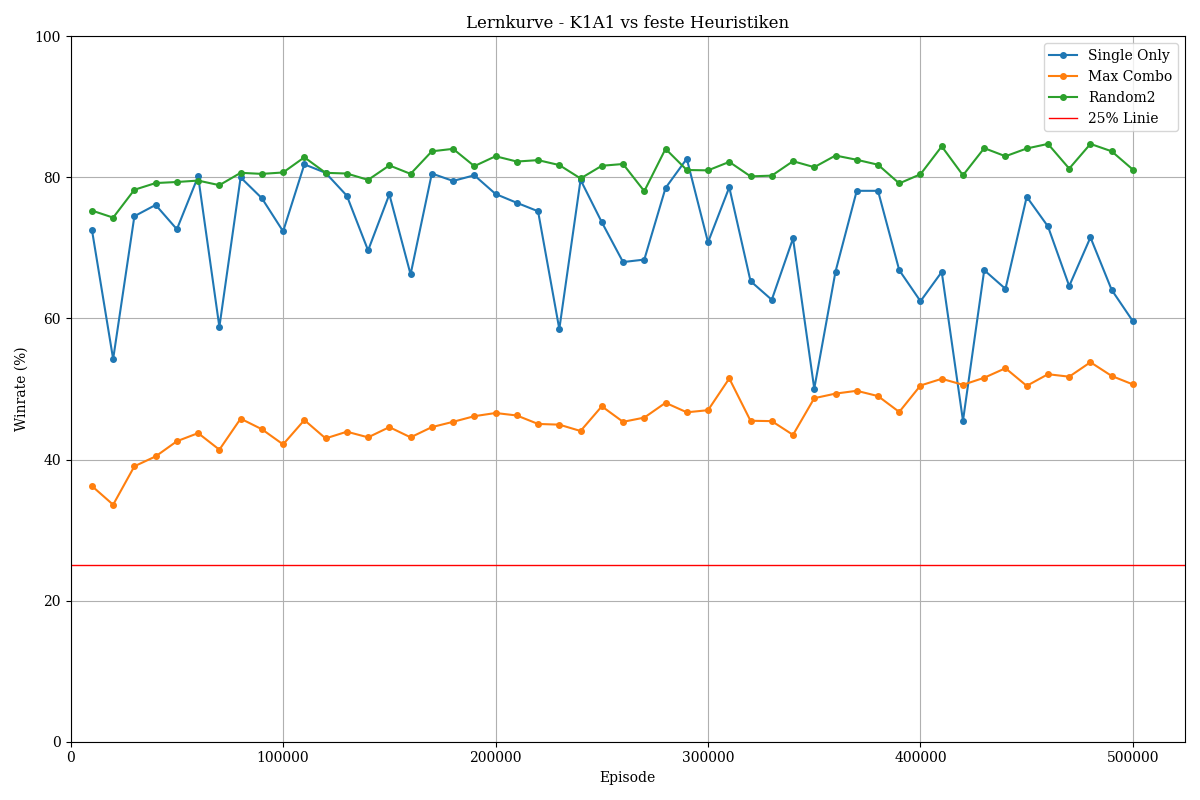 Lernkurve - K1A1 vs feste Heuristiken
Single Only
Max Combo
Random2
25% Linie
Winrate (%)
100
80
60
40
20
0
0
100000
200000
300000
400000
500000
Episode